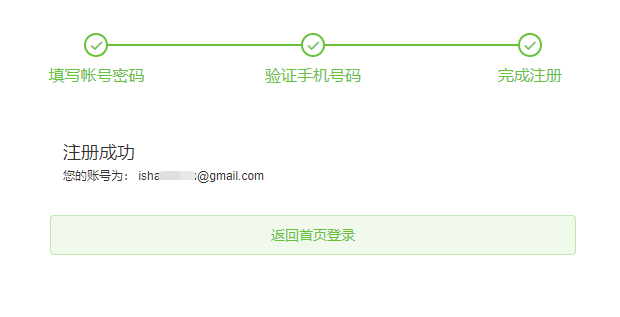 填写帐号密码
验证手机号码
完成注册
注册成功
您的账号为： isha @gmail.com
返回首页登录